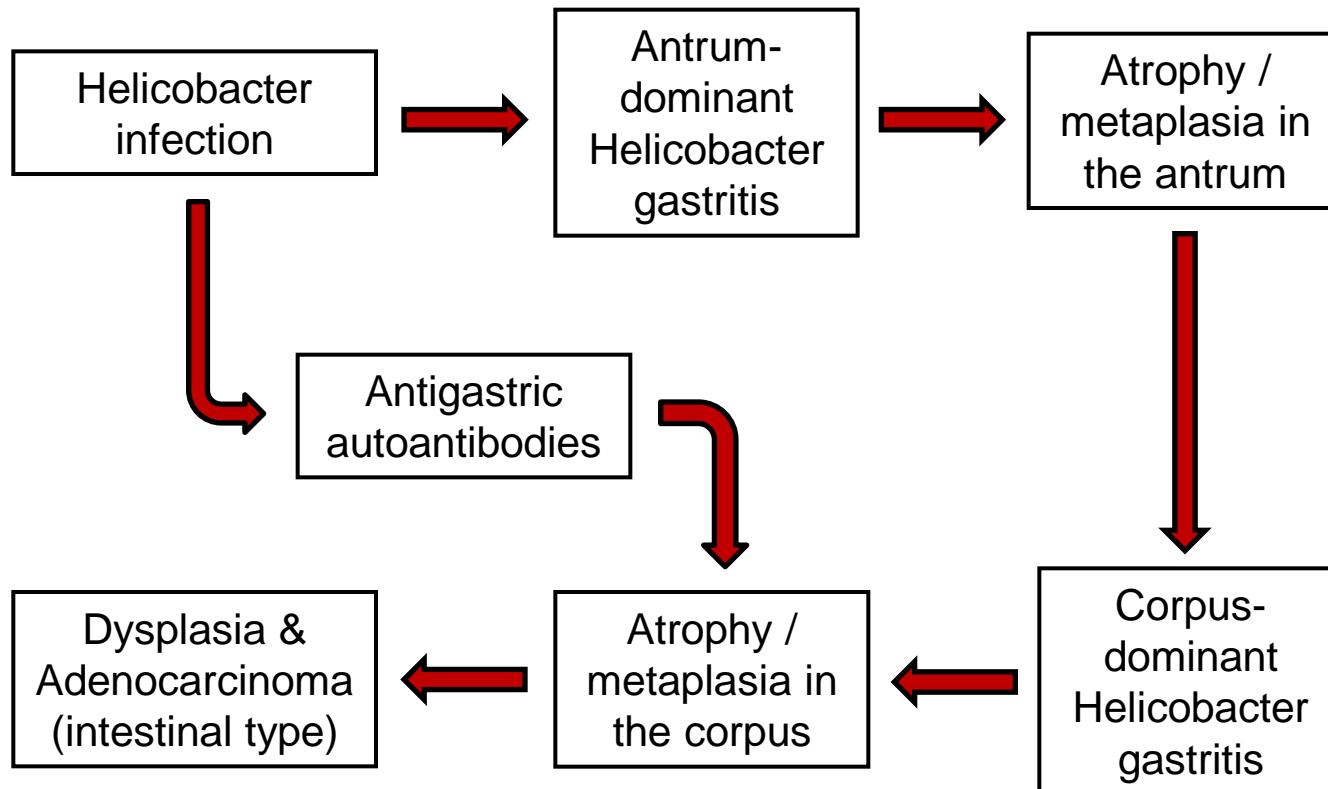 Helicobacter
infection
Antrum-
dominant
Helicobacter
gastritis
Atrophy /
metaplasia in
the antrum
Antigastric
autoantibodies
Dysplasia &
Adenocarcinoma
(intestinal type)
Atrophy /
metaplasia in
the corpus
Corpus-
dominant
Helicobacter
gastritis